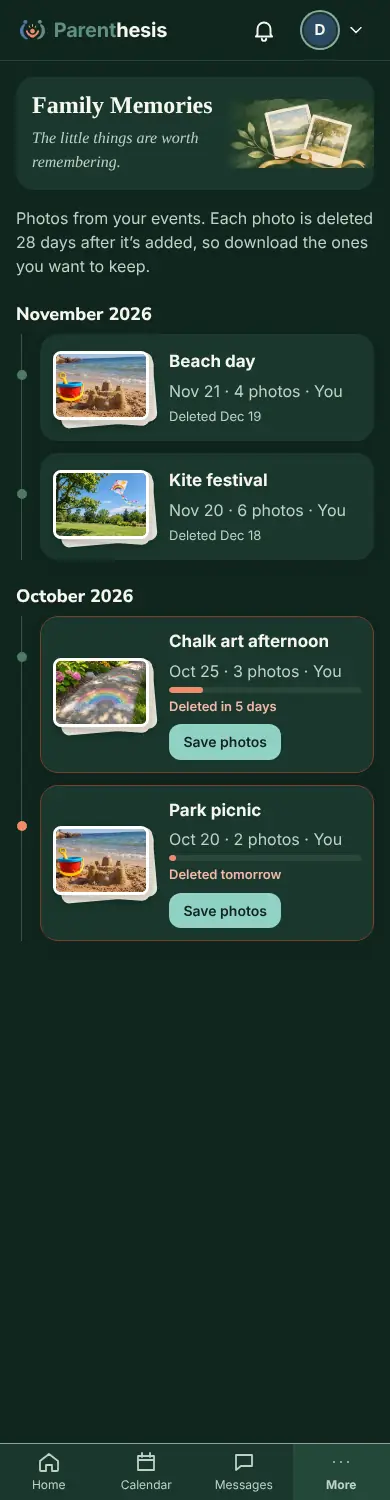 Parenthesis
D
Family Memories
The little things are worth
remembering.
Photos from your events. Each photo is deleted
28 days after it’s added, so download the ones
you want to keep.
November 2026
Beach day
Nov 21 · 4 photos · You
Deleted Dec 19
Kite festival
Nov 20 · 6 photos · You
Deleted Dec 18
October 2026
Chalk art afternoon
Oct 25 · 3 photos · You
Deleted in 5 days
Save photos
Park picnic
Oct 20 · 2 photos · You
Deleted tomorrow
Save photos
Home
Calendar
Messages
More